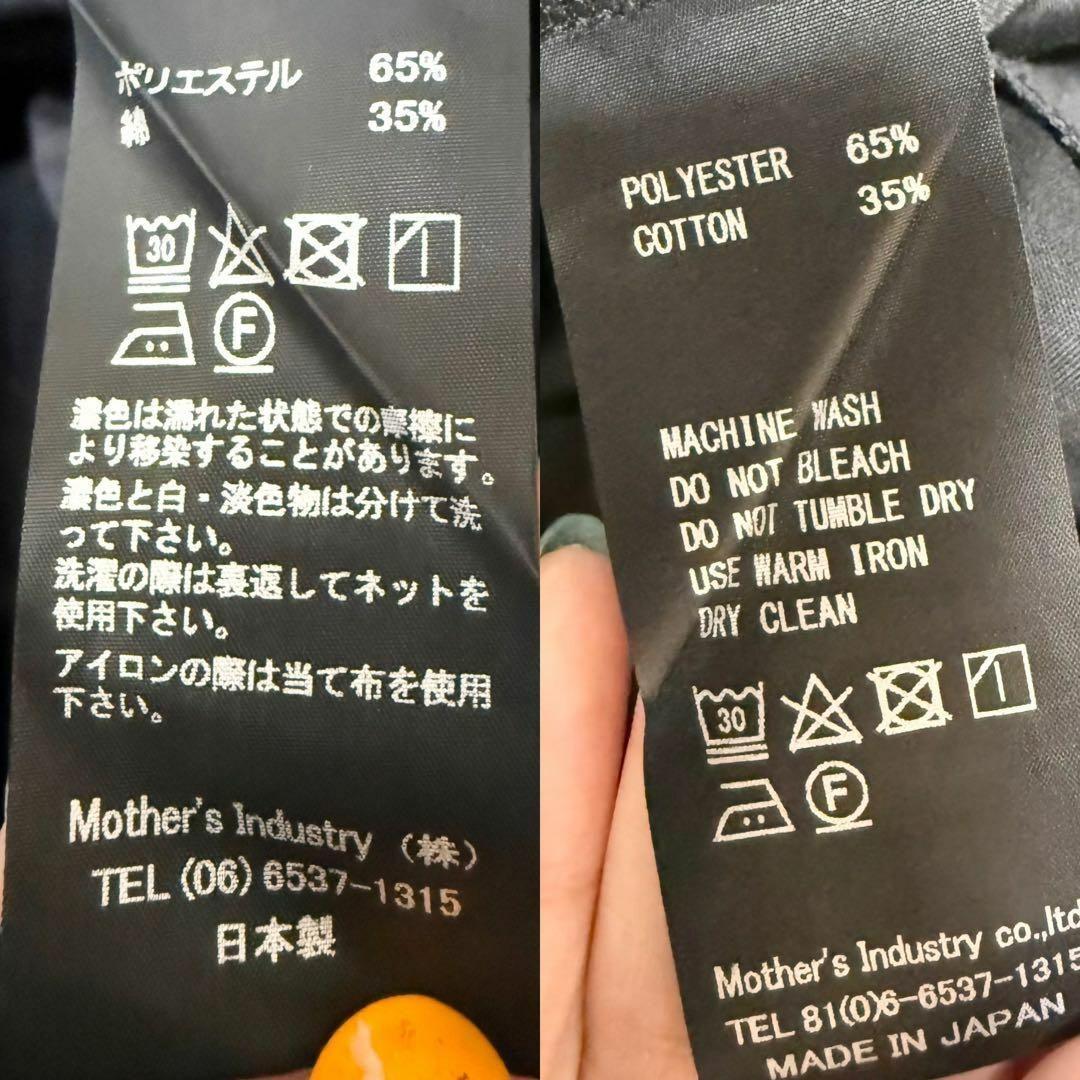 ポリエステル 65%
綿 35%
30
F
濃色は濡れた状態での摩擦に
より移染することがあります。
濃色と白・淡色物は分けて洗
って下さい。
洗濯の際は裏返してネットを
使用下さい。
アイロンの際は当て布を使用
下さい。
Mother's Industry (株)
TEL (06) 6537-1315
日本製
POLYESTER 65%
COTTON 35%
MACHINE WASH
DO NOT BLEACH
DO NOT TUMBLE DRY
USE WARM IRON
DRY CLEAN
30
F
Mother's Industry co.,ltd
TEL 81(0)6-6537-1315
MADE IN JAPAN